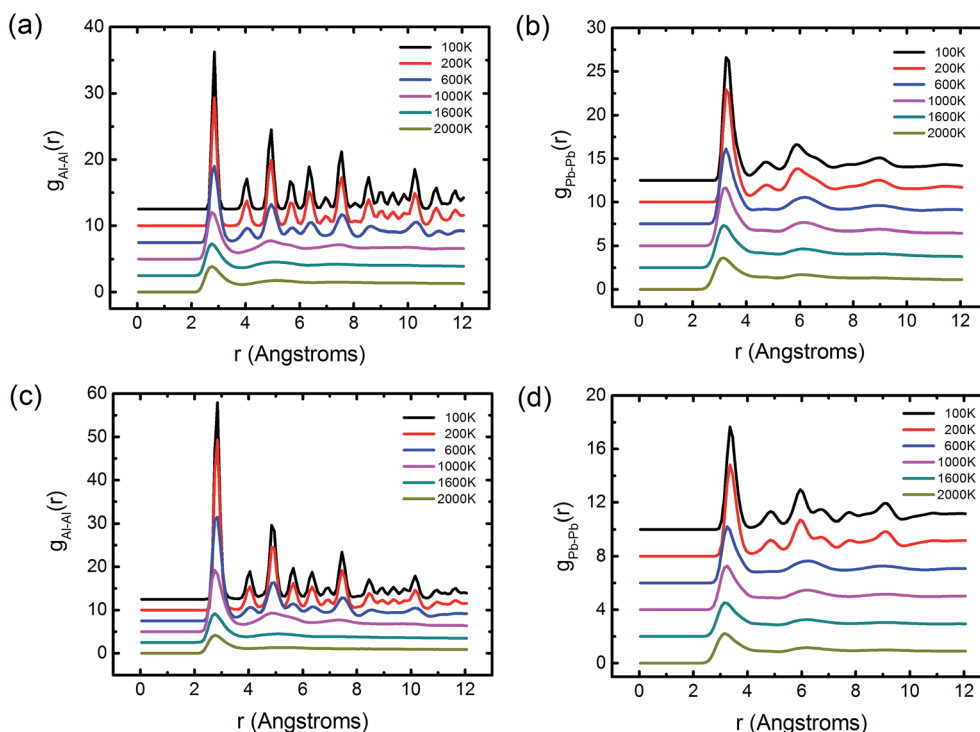 (a)
40
30
20
10
0
g Al-Al (r)
100K
200K
600K
1000K
1600K
2000K
0 2 4 6 8 10 12
r (Angstroms)
(b)
30
25
20
15
10
5
0
g Pb-Pb (r)
100K
200K
600K
1000K
1600K
2000K
0 2 4 6 8 10 12
r (Angstroms)
(c)
60
50
40
30
20
10
0
g Al-Al (r)
100K
200K
600K
1000K
1600K
2000K
0 2 4 6 8 10 12
r (Angstroms)
(d)
20
16
12
8
4
0
g Pb-Pb (r)
100K
200K
600K
1000K
1600K
2000K
0 2 4 6 8 10 12
r (Angstroms)